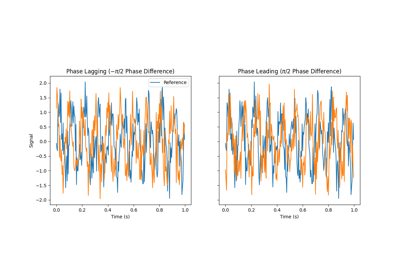 Phase Lagging (−π/2 Phase Difference)
Phase Leading (π/2 Phase Difference)
Reference
2.0
1.5
1.0
0.5
0.0
−0.5
−1.0
−1.5
−2.0
Signal
0.0 0.2 0.4 0.6 0.8 1.0
0.0 0.2 0.4 0.6 0.8 1.0
Time (s)
Time (s)